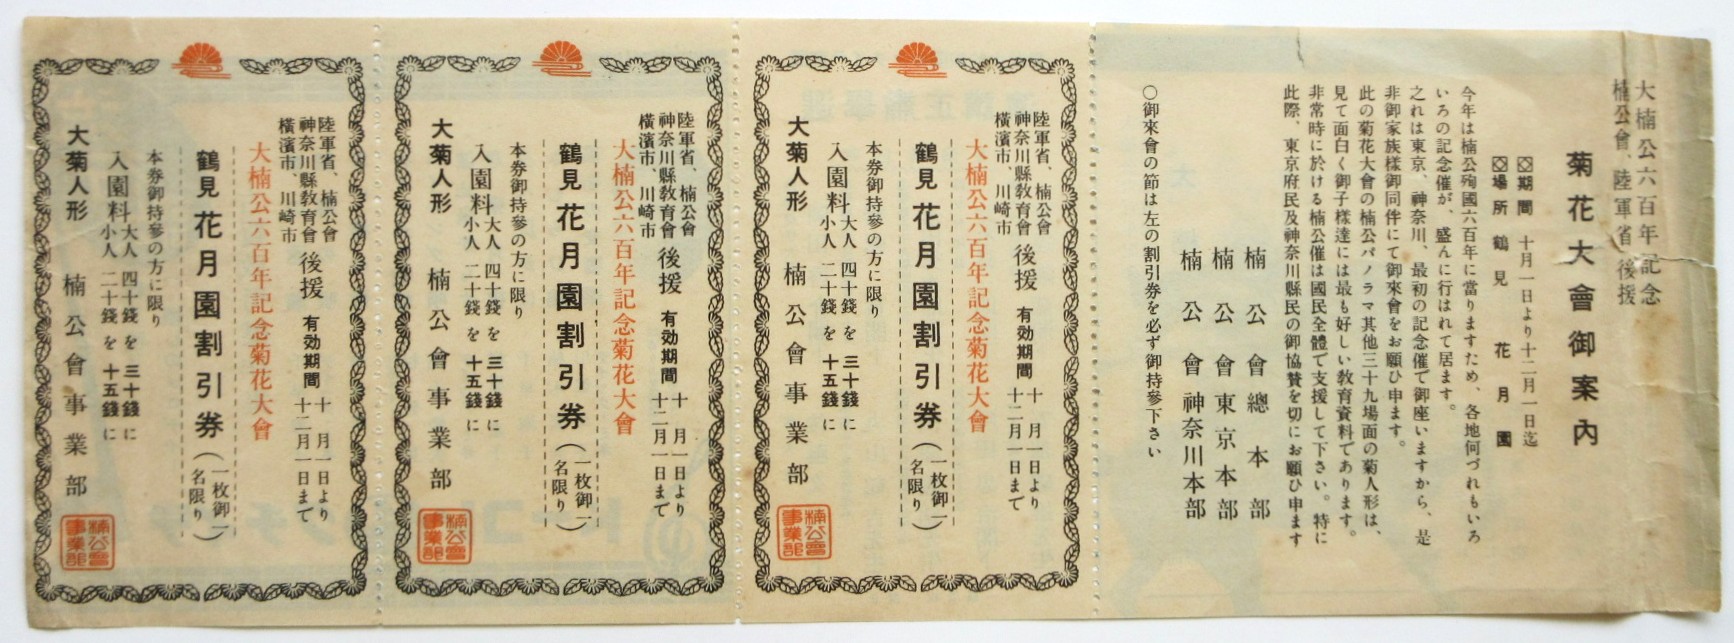 大楠公六百年記念
楠公會、陸軍省 後援
菊花大會御案內
期間 十月一日より十二月一日迄
場所 鶴見 花月園
今年は楠公殉國六百年に當りますため、各地何づれもいろ
いろの記念催が、盛んに行はれて居ます。
之れは東京、神奈川、最初の記念催で御座いますから、是
非御家族樣御同伴にて御來會をお願ひ申ます。
此の菊花大會の楠公パノラマ其他三十九場面の菊人形は、
見て面白く御子樣達には最も好しい敎育資料であります。
非常時に於ける楠公催は國民全體で支援して下さい。特に
此際、東京府民及神奈川縣民の御協贊を切にお願ひ申ます
楠公會總本部
楠公會東京本部
楠公會神奈川本部
○御來會の節は左の割引券を必ず御持參下さい
陸軍省、楠公會
神奈川縣敎育會
橫濱市、川崎市
後援
有効期間
十月一日より
十二月一日まで
大楠公六百年記念菊花大會
鶴見花月園割引券(一枚御一名限り)
本券御持參の方に限り
入園料
大人 四十錢を 三十錢に
小人 二十錢を 十五錢に
大菊人形 楠公會事業部
楠公會事業部
陸軍省、楠公會
神奈川縣敎育會
橫濱市、川崎市
後援
有効期間
十月一日より
十二月一日まで
大楠公六百年記念菊花大會
鶴見花月園割引券(一枚御一名限り)
本券御持參の方に限り
入園料
大人 四十錢を 三十錢に
小人 二十錢を 十五錢に
大菊人形 楠公會事業部
楠公會事業部
陸軍省、楠公會
神奈川縣敎育會
橫濱市、川崎市
後援
有効期間
十月一日より
十二月一日まで
大楠公六百年記念菊花大會
鶴見花月園割引券(一枚御一名限り)
本券御持參の方に限り
入園料
大人 四十錢を 三十錢に
小人 二十錢を 十五錢に
大菊人形 楠公會事業部
楠公會事業部